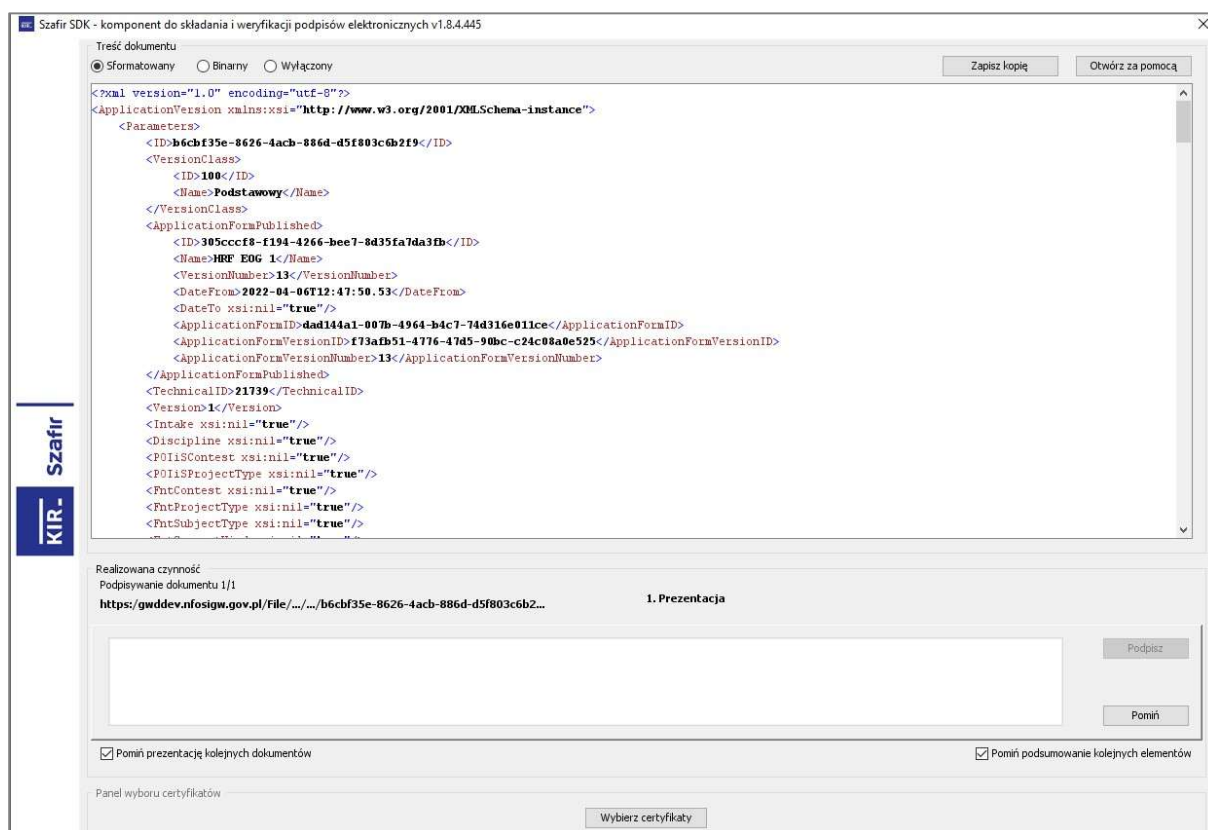 Szafir SDK - komponent do składania i weryfikacji podpisów elektronicznych v1.8.4.445
Treść dokumentu
Sformatowany Binarny Wyłączony Zapisz kopię Otwórz za pomocą
<?xml version="1.0" encoding="utf-8"?>
<ApplicationVersion xmlns:xsi="http://www.w3.org/2001/XMLSchema-instance">
<Parameters>
<ID>b6cbf35e-8626-4acb-886d-d5f803c6b2f9</ID>
<VersionClass>
<ID>100</ID>
<Name>Podstawowy</Name>
</VersionClass>
<ApplicationFormPublished>
<ID>305cccf8-f194-4266-bee7-8d35fa7da3fb</ID>
<Name>HRF EOG 1</Name>
<VersionNumber>13</VersionNumber>
<DateFrom>2022-04-06T12:47:50.53</DateFrom>
<DateTo xsi:nil="true"/>
<ApplicationFormID>dad144a1-007b-4964-b4c7-74d316e011ce</ApplicationFormID>
<ApplicationFormVersionID>f73afb51-4776-47d5-90bc-c24c08a0e525</ApplicationFormVersionID>
<ApplicationFormVersionNumber>13</ApplicationFormVersionNumber>
</ApplicationFormPublished>
<TechnicalID>21739</TechnicalID>
<Version>1</Version>
<Intake xsi:nil="true"/>
<Discipline xsi:nil="true"/>
<POIiSContest xsi:nil="true"/>
<POIiSProjectType xsi:nil="true"/>
<FntContest xsi:nil="true"/>
<FntProjectType xsi:nil="true"/>
<FntSubjectType xsi:nil="true"/>
KIR. Szafir
Realizowana czynność
Podpisywanie dokumentu 1/1
https:/gwddev.nfosigw.gov.pl/File/.../.../b6cbf35e-8626-4acb-886d-d5f803c6b2... 1. Prezentacja
Podpisz
Pomiń
Pomiń prezentację kolejnych dokumentów Pomiń podsumowanie kolejnych elementów
Panel wyboru certyfikatów
Wybierz certyfikaty